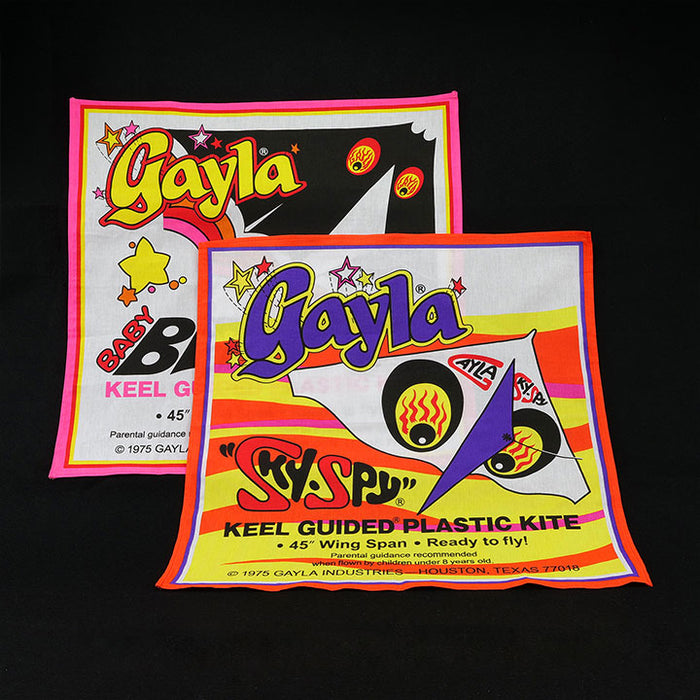 Gayla®
BABY
KEEL
• 45"
Parental guidance
© 1975
Gayla®
GAYLA
SKY-SPY
"SKY·SPY"®
KEEL GUIDED® PLASTIC KITE
• 45" Wing Span • Ready to fly!
Parental guidance recommended
when flown by children under 8 years old
© 1975 GAYLA INDUSTRIES—HOUSTON, TEXAS 77018